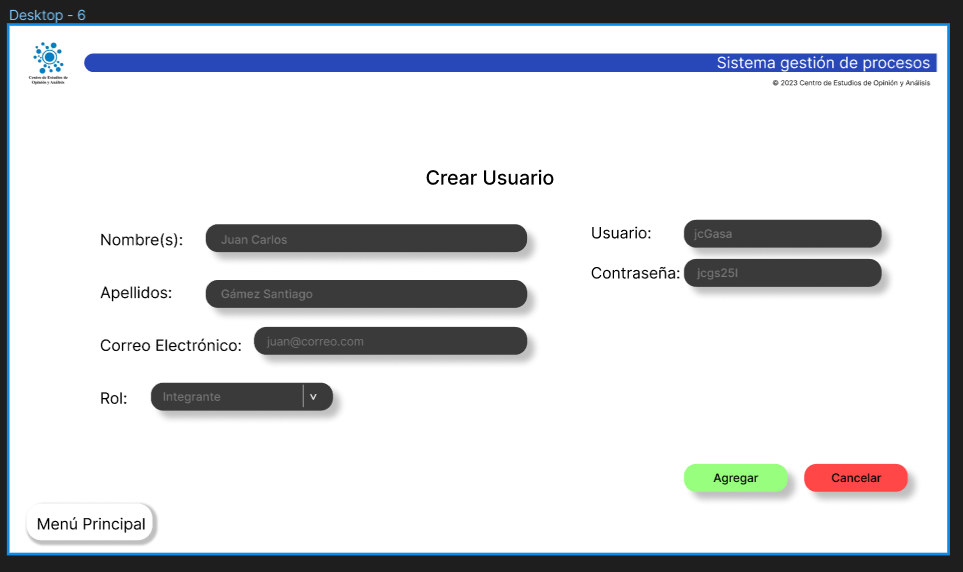 Desktop - 6
Centro de Estudios de
Opinión y Análisis
Sistema gestión de procesos
© 2023 Centro de Estudios de Opinión y Análisis
Crear Usuario
Nombre(s):
Juan Carlos
Apellidos:
Gámez Santiago
Correo Electrónico:
juan@correo.com
Rol:
Integrante
v
Usuario:
jcGasa
Contraseña:
jcgs25I
Agregar
Cancelar
Menú Principal